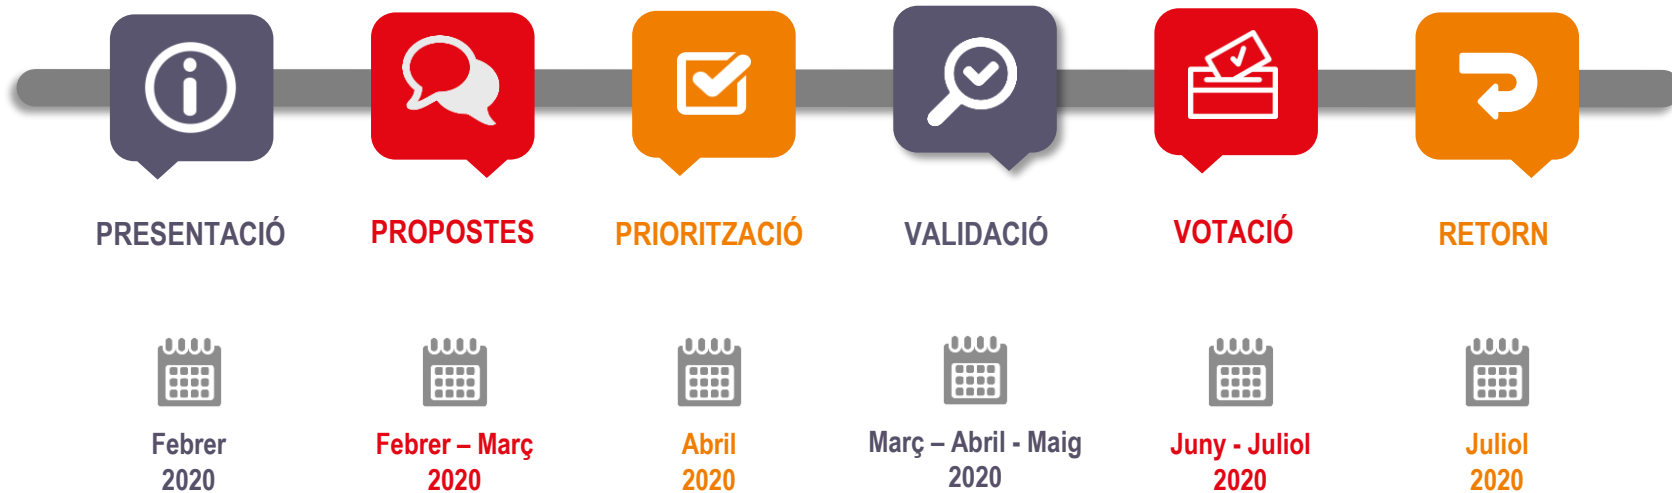 PRESENTACIÓ
PROPOSTES
PRIORITZACIÓ
VALIDACIÓ
VOTACIÓ
RETORN
Febrer
2020
Febrer – Març
2020
Abril
2020
Març – Abril - Maig
2020
Juny - Juliol
2020
Juliol
2020